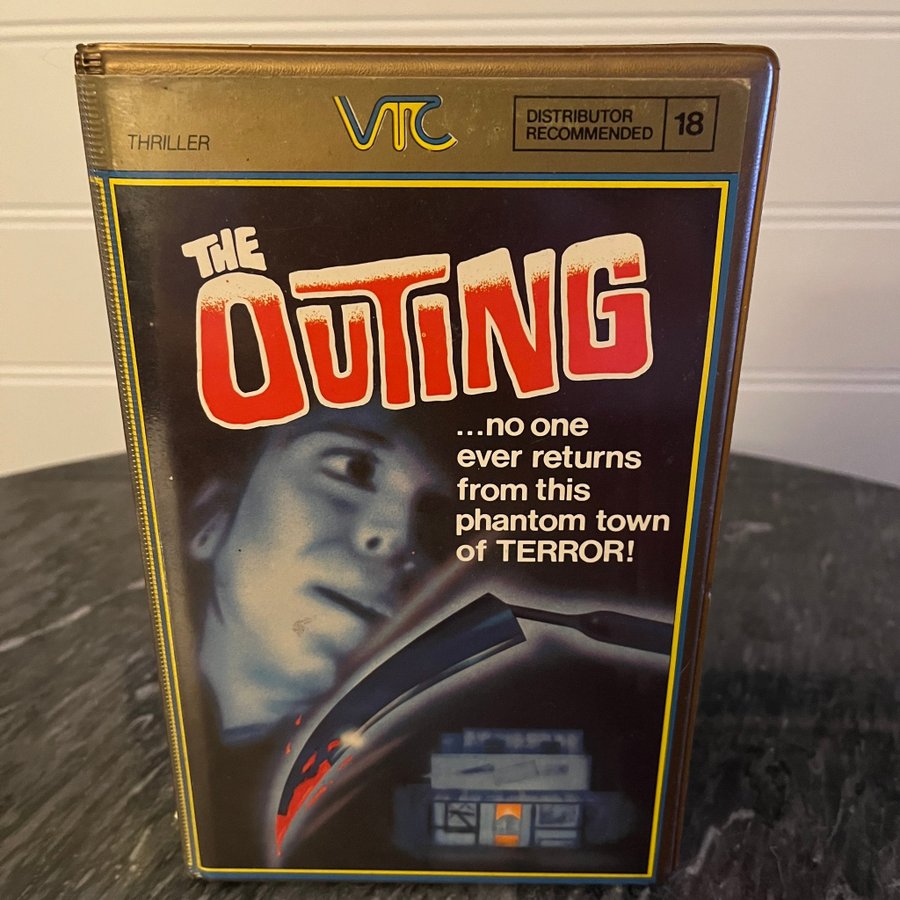 THRILLER
VTC
DISTRIBUTOR
RECOMMENDED
18
THE
OUTING
...no one
ever returns
from this
phantom town
of TERROR!